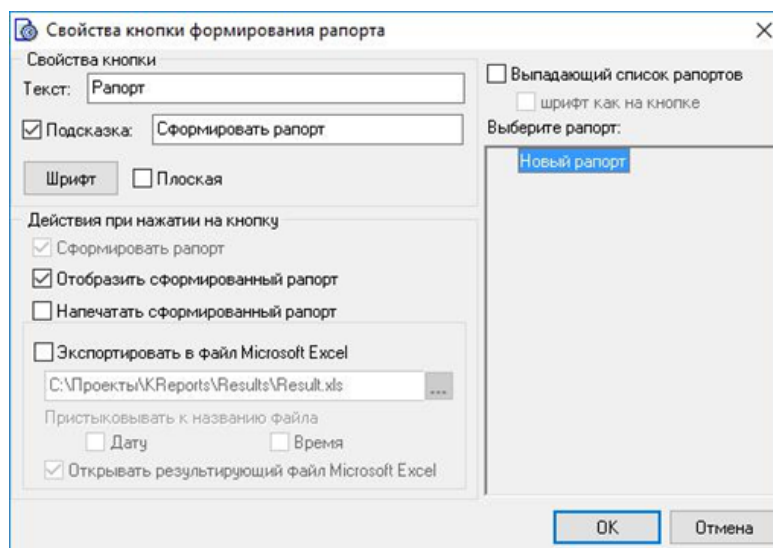 Свойства кнопки формирования рапорта
Свойства кнопки
Текст: Рапорт
Подсказка: Сформировать рапорт
Шрифт Плоская
Действия при нажатии на кнопку
Сформировать рапорт
Отобразить сформированный рапорт
Напечатать сформированный рапорт
Экспортировать в файл Microsoft Excel
C:\Проекты\KReports\Results\Result.xls ...
Пристыковывать к названию файла
Дату Время
Открывать результирующий файл Microsoft Excel
Выпадающий список рапортов
шрифт как на кнопке
Выберите рапорт:
Новый рапорт
OK Отмена